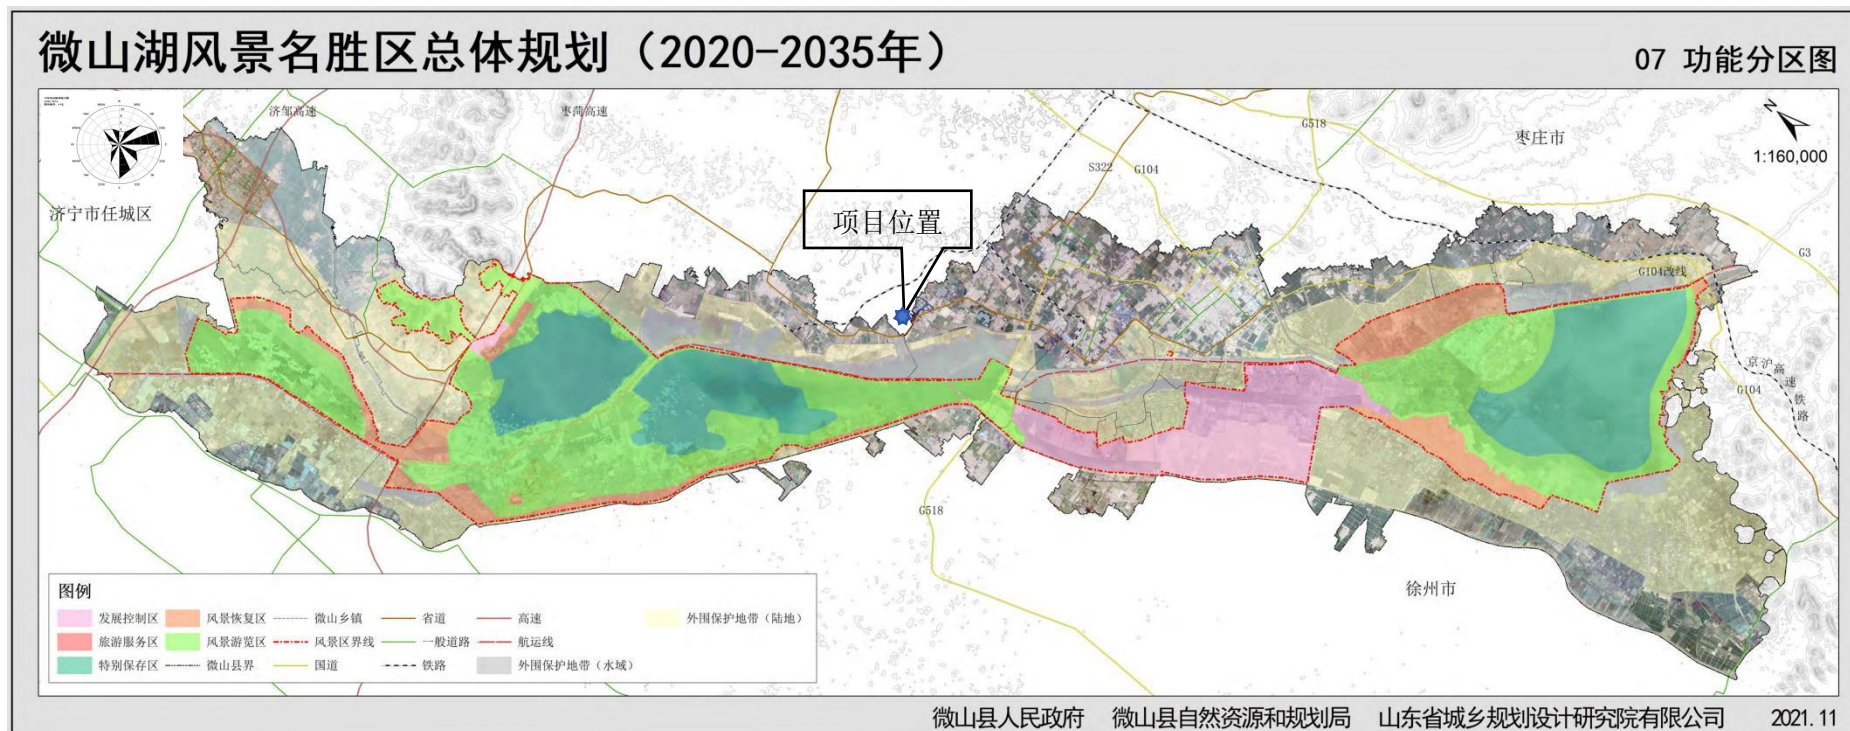 微山湖风景名胜区总体规划（2020-2035年）
07 功能分区图
济邹高速
枣菏高速
G518
枣庄市
1:160,000
S322
G104
济宁市任城区
项目位置
G3
G104改线
京沪高速铁路
G104
G518
徐州市
图例
发展控制区 风景恢复区 微山乡镇 省道 高速 外围保护地带（陆地）
旅游服务区 风景游览区 风景区界线 一般道路 航运线
特别保存区 微山县界 国道 铁路 外围保护地带（水域）
微山县人民政府 微山县自然资源和规划局 山东省城乡规划设计研究院有限公司 2021.11